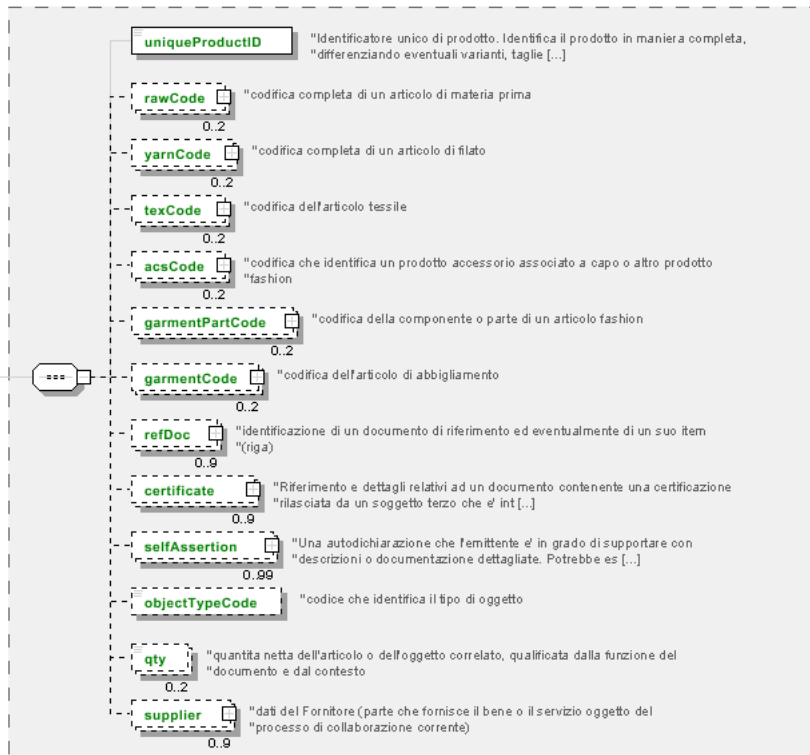 uniqueProductID
"Identificatore unico di prodotto. Identifica il prodotto in maniera completa,
"differenziando eventuali varianti, taglie [...]
rawCode
"codifica completa di un articolo di materia prima
0..2
yarnCode
"codifica completa di un articolo di filato
0..2
texCode
"codifica dell'articolo tessile
0..2
acsCode
"codifica che identifica un prodotto accessorio associato a capo o altro prodotto
"fashion
0..2
garmentPartCode
"codifica della componente o parte di un articolo fashion
0..2
garmentCode
"codifica dell'articolo di abbigliamento
0..2
refDoc
"identificazione di un documento di riferimento ed eventualmente di un suo item
"(riga)
0..9
certificate
"Riferimento e dettagli relativi ad un documento contenente una certificazione
"rilasciata da un soggetto terzo che e' int [...]
0..9
selfAssertion
"Una autodichiarazione che l'emittente e' in grado di supportare con
"descrizioni o documentazione dettagliate. Potrebbe es [...]
0..99
objectTypeCode
"codice che identifica il tipo di oggetto
qty
"quantita netta dell'articolo o dell'oggetto correlato, qualificata dalla funzione del
"documento e dal contesto
0..2
supplier
"dati del Fornitore (parte che fornisce il bene o il servizio oggetto del
"processo di collaborazione corrente)
0..9